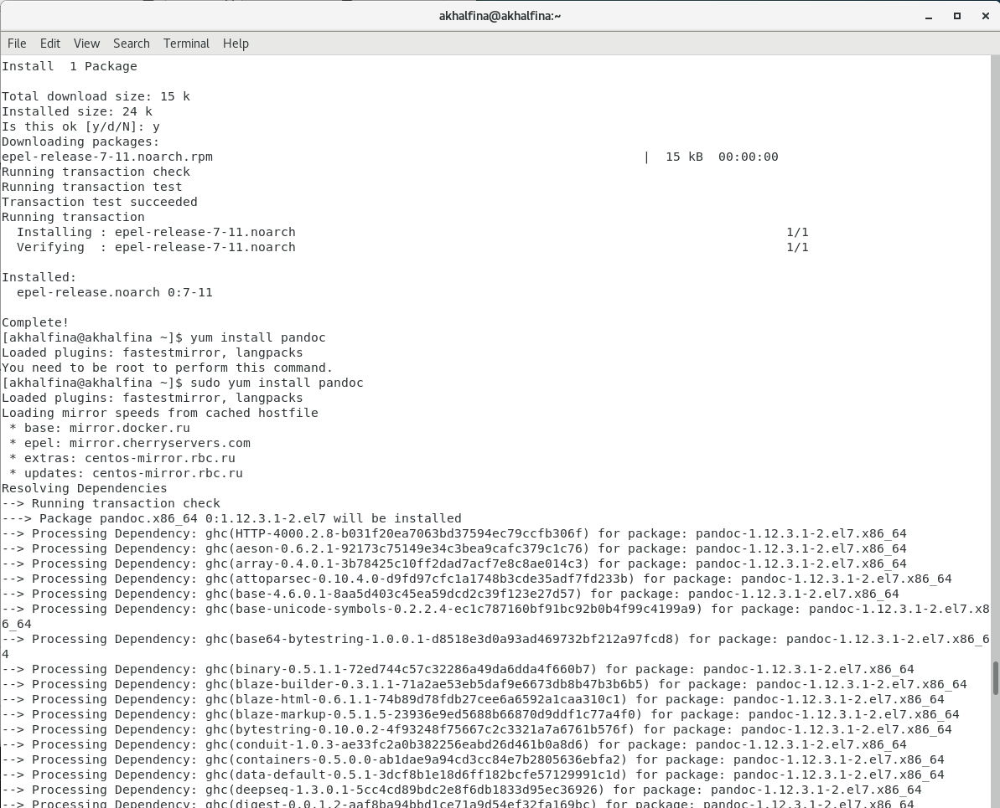 akhalfina@akhalfina:~
File Edit View Search Terminal Help
Install  1 Package
Total download size: 15 k
Installed size: 24 k
Is this ok [y/d/N]: y
Downloading packages:
epel-release-7-11.noarch.rpm | 15 kB 00:00:00
Running transaction check
Running transaction test
Transaction test succeeded
Running transaction
  Installing : epel-release-7-11.noarch 1/1
  Verifying  : epel-release-7-11.noarch 1/1
Installed:
  epel-release.noarch 0:7-11
Complete!
[akhalfina@akhalfina ~]$ yum install pandoc
Loaded plugins: fastestmirror, langpacks
You need to be root to perform this command.
[akhalfina@akhalfina ~]$ sudo yum install pandoc
Loaded plugins: fastestmirror, langpacks
Loading mirror speeds from cached hostfile
 * base: mirror.docker.ru
 * epel: mirror.cherryservers.com
 * extras: centos-mirror.rbc.ru
 * updates: centos-mirror.rbc.ru
Resolving Dependencies
--> Running transaction check
---> Package pandoc.x86_64 0:1.12.3.1-2.el7 will be installed
--> Processing Dependency: ghc(HTTP-4000.2.8-b031f20ea7063bd37594ec79ccfb306f) for package: pandoc-1.12.3.1-2.el7.x86_64
--> Processing Dependency: ghc(aeson-0.6.2.1-92173c75149e34c3bea9cafc379c1c76) for package: pandoc-1.12.3.1-2.el7.x86_64
--> Processing Dependency: ghc(array-0.4.0.1-3b78425c10ff2dad7acf7e8c8ae014c3) for package: pandoc-1.12.3.1-2.el7.x86_64
--> Processing Dependency: ghc(attoparsec-0.10.4.0-d9fd97cfc1a1748b3cde35adf7fd233b) for package: pandoc-1.12.3.1-2.el7.x86_64
--> Processing Dependency: ghc(base-4.6.0.1-8aa5d403c45ea59dcd2c39f123e27d57) for package: pandoc-1.12.3.1-2.el7.x86_64
--> Processing Dependency: ghc(base-unicode-symbols-0.2.2.4-ec1c787160bf91bc92b0b4f99c4199a9) for package: pandoc-1.12.3.1-2.el7.x8
6_64
--> Processing Dependency: ghc(base64-bytestring-1.0.0.1-d8518e3d0a93ad469732bf212a97fcd8) for package: pandoc-1.12.3.1-2.el7.x86_6
4
--> Processing Dependency: ghc(binary-0.5.1.1-72ed744c57c32286a49da6dda4f660b7) for package: pandoc-1.12.3.1-2.el7.x86_64
--> Processing Dependency: ghc(blaze-builder-0.3.1.1-71a2ae53eb5daf9e6673db8b47b3b6b5) for package: pandoc-1.12.3.1-2.el7.x86_64
--> Processing Dependency: ghc(blaze-html-0.6.1.1-74b89d78fdb27cee6a6592a1caa310c1) for package: pandoc-1.12.3.1-2.el7.x86_64
--> Processing Dependency: ghc(blaze-markup-0.5.1.5-23936e9ed5688b66870d9ddf1c77a4f0) for package: pandoc-1.12.3.1-2.el7.x86_64
--> Processing Dependency: ghc(bytestring-0.10.0.2-4f93248f75667c2c3321a7a6761b576f) for package: pandoc-1.12.3.1-2.el7.x86_64
--> Processing Dependency: ghc(conduit-1.0.3-ae33fc2a0b382256eabd26d461b0a8d6) for package: pandoc-1.12.3.1-2.el7.x86_64
--> Processing Dependency: ghc(containers-0.5.0.0-ab1dae9a94cd3cc84e7b2805636ebfa2) for package: pandoc-1.12.3.1-2.el7.x86_64
--> Processing Dependency: ghc(data-default-0.5.1-3dcf8b1e18d6ff182bcfe57129991c1d) for package: pandoc-1.12.3.1-2.el7.x86_64
--> Processing Dependency: ghc(deepseq-1.3.0.1-5cc4cd89bdc2e8f6db1833d95ec36926) for package: pandoc-1.12.3.1-2.el7.x86_64
--> Processing Dependency: ghc(digest-0.0.1.2-aaf8ba94bbd1ce71a9d54ef32fa169bc) for package: pandoc-1.12.3.1-2.el7.x86_64